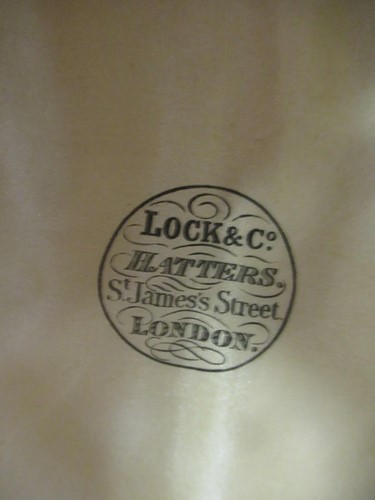 LOCK & Cº
HATTERS.
St James's Street.
LONDON.